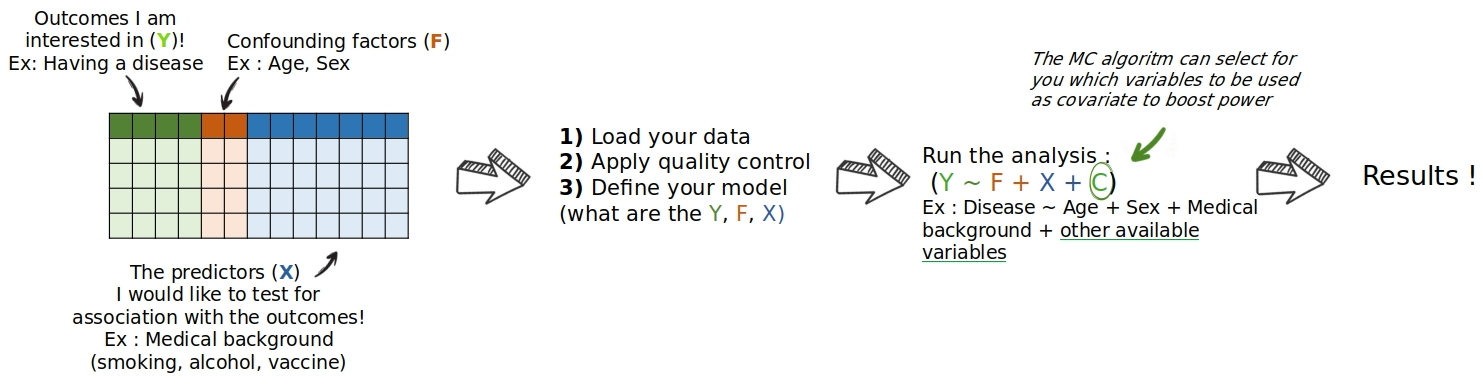 Outcomes I am
interested in (Y)!
Ex: Having a disease
Confounding factors (F)
Ex : Age, Sex
The predictors (X)
I would like to test for
association with the outcomes!
Ex : Medical background
(smoking, alcohol, vaccine)
1) Load your data
2) Apply quality control
3) Define your model
(what are the Y, F, X)
The MC algoritm can select for
you which variables to be used
as covariate to boost power
Run the analysis :
(Y ~ F + X + C)
Ex : Disease ~ Age + Sex + Medical
background + other available
variables
Results !